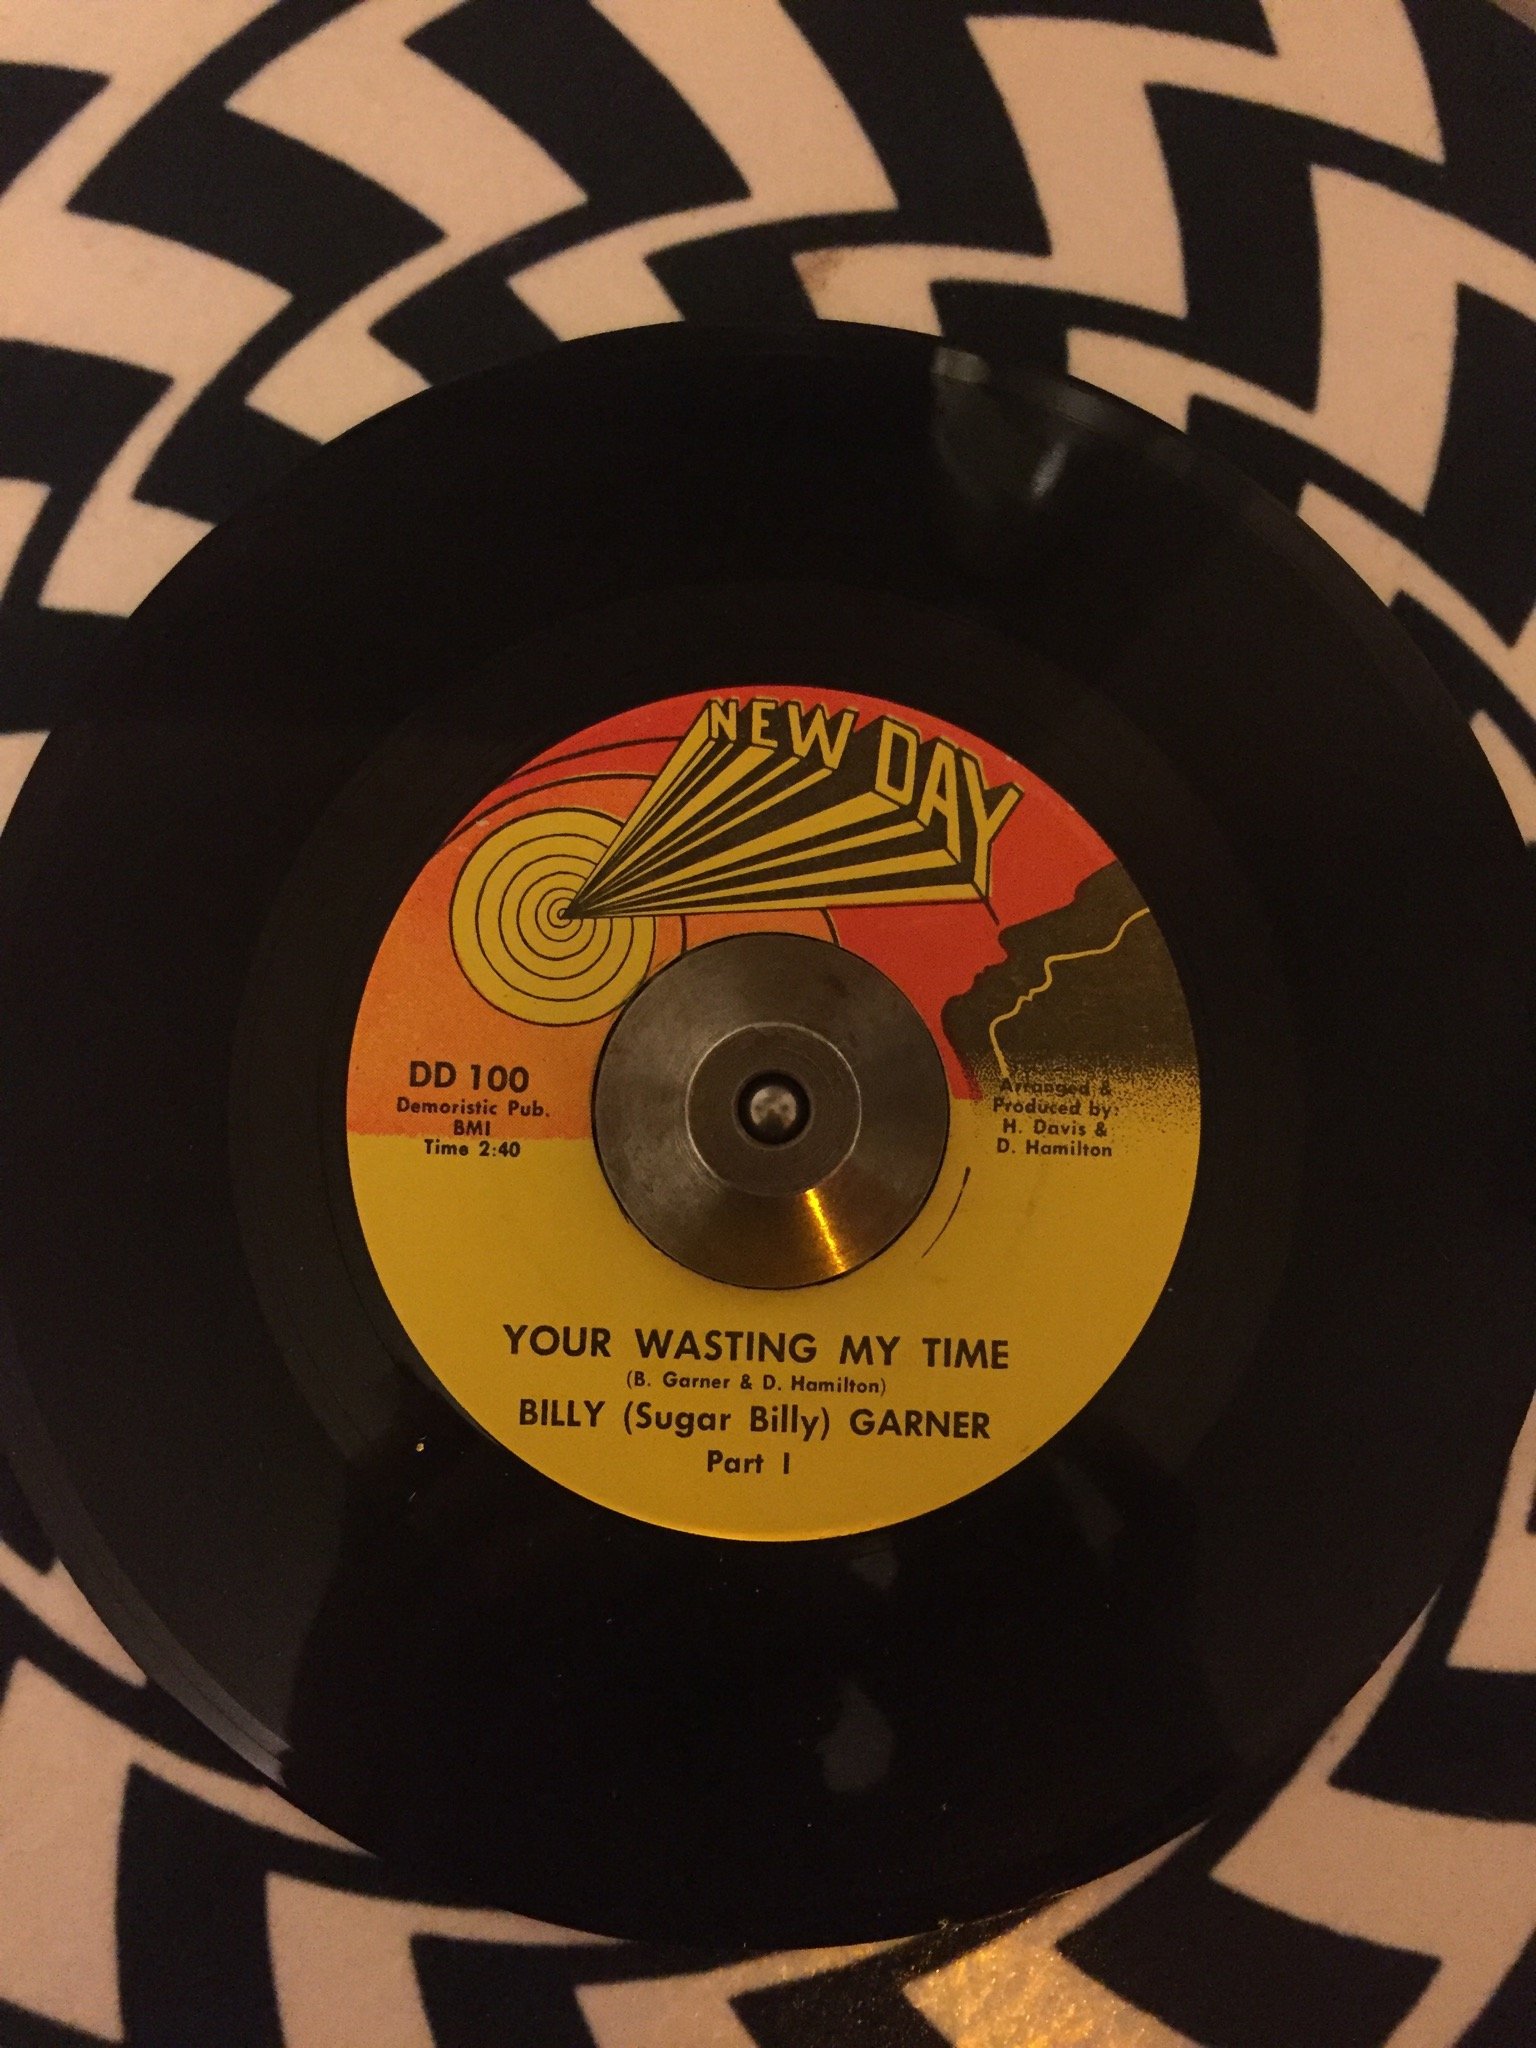 NEW DAY
DD 100
Demoristic Pub.
BMI
Time 2:40
Arranged &
Produced by:
H. Davis &
D. Hamilton
YOUR WASTING MY TIME
(B. Garner & D. Hamilton)
BILLY (Sugar Billy) GARNER
Part I